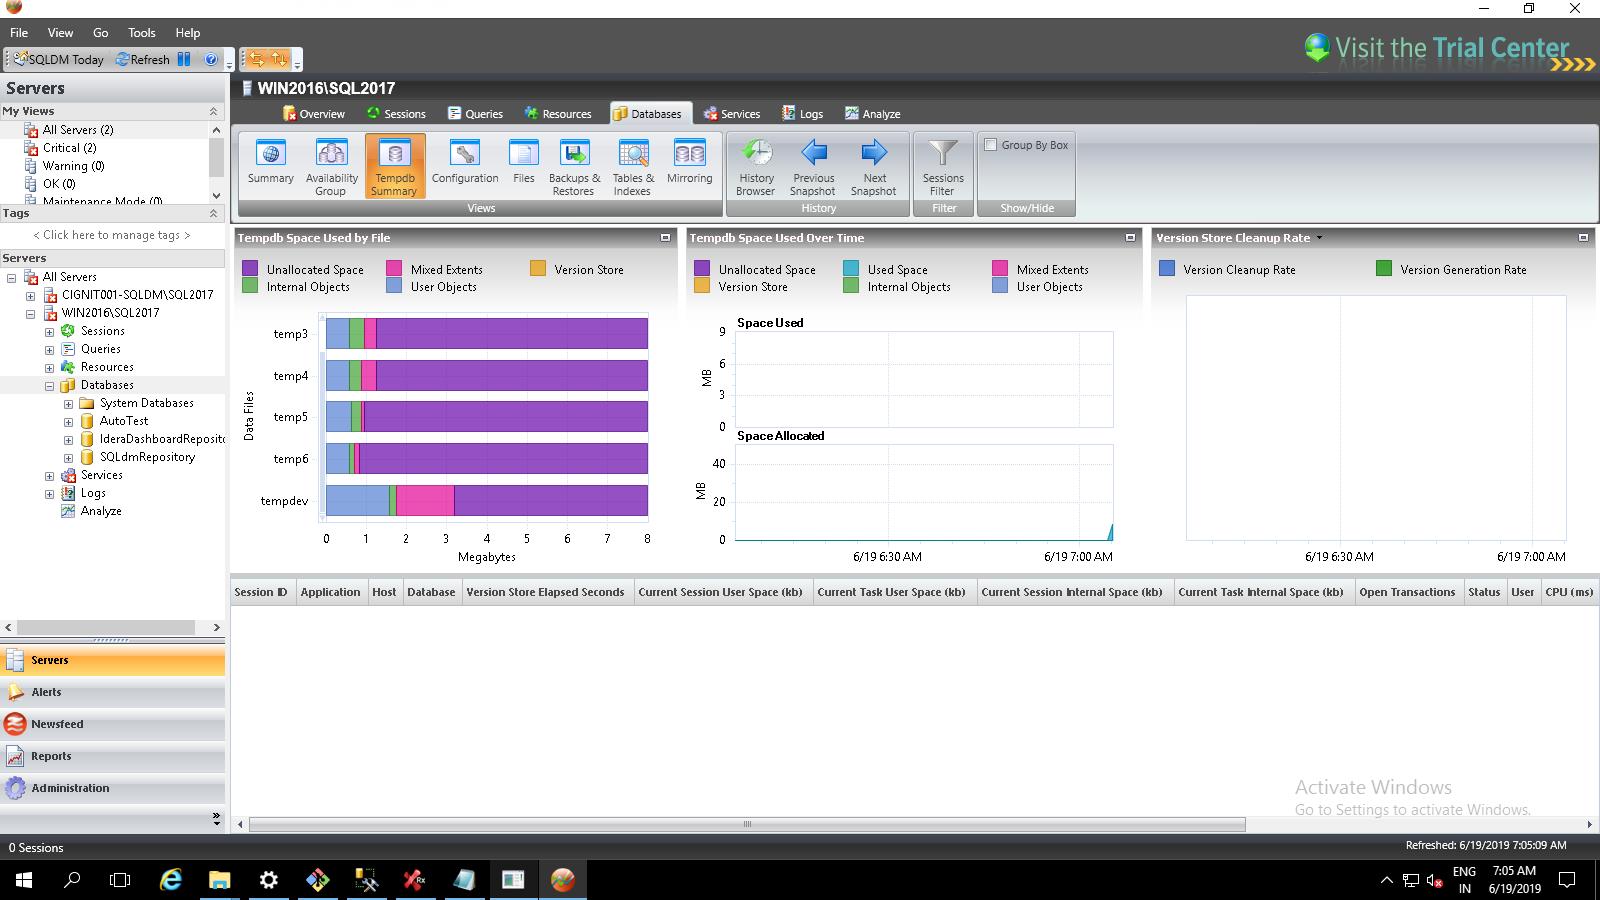 File View Go Tools Help
SQLDM Today Refresh
Visit the Trial Center
Servers
My Views
All Servers (2)
Critical (2)
Warning (0)
OK (0)
Maintenance Mode (0)
Tags
< Click here to manage tags >
Servers
All Servers
CIGNIT001-SQLDM\SQL2017
WIN2016\SQL2017
Sessions
Queries
Resources
Databases
System Databases
AutoTest
IderaDashboardReposito
SQLdmRepository
Services
Logs
Analyze
Servers
Alerts
Newsfeed
Reports
Administration
WIN2016\SQL2017
Overview Sessions Queries Resources Databases Services Logs Analyze
Summary
Availability Group
Tempdb Summary
Configuration
Files
Backups & Restores
Tables & Indexes
Mirroring
Views
History Browser
Previous Snapshot
Next Snapshot
History
Sessions Filter
Filter
Group By Box
Show/Hide
Tempdb Space Used by File
Unallocated Space Mixed Extents Version Store
Internal Objects User Objects
Data Files
temp3
temp4
temp5
temp6
tempdev
0 1 2 3 4 5 6 7 8
Megabytes
Tempdb Space Used Over Time
Unallocated Space Used Space Mixed Extents
Version Store Internal Objects User Objects
Space Used
MB
9
6
3
0
Space Allocated
MB
40
20
0
6/19 6:30 AM 6/19 7:00 AM
Version Store Cleanup Rate
Version Cleanup Rate Version Generation Rate
6/19 6:30 AM 6/19 7:00 AM
Session ID Application Host Database Version Store Elapsed Seconds Current Session User Space (kb) Current Task User Space (kb) Current Session Internal Space (kb) Current Task Internal Space (kb) Open Transactions Status User CPU (ms)
Activate Windows
Go to Settings to activate Windows.
0 Sessions
Refreshed: 6/19/2019 7:05:09 AM
ENG
IN
7:05 AM
6/19/2019